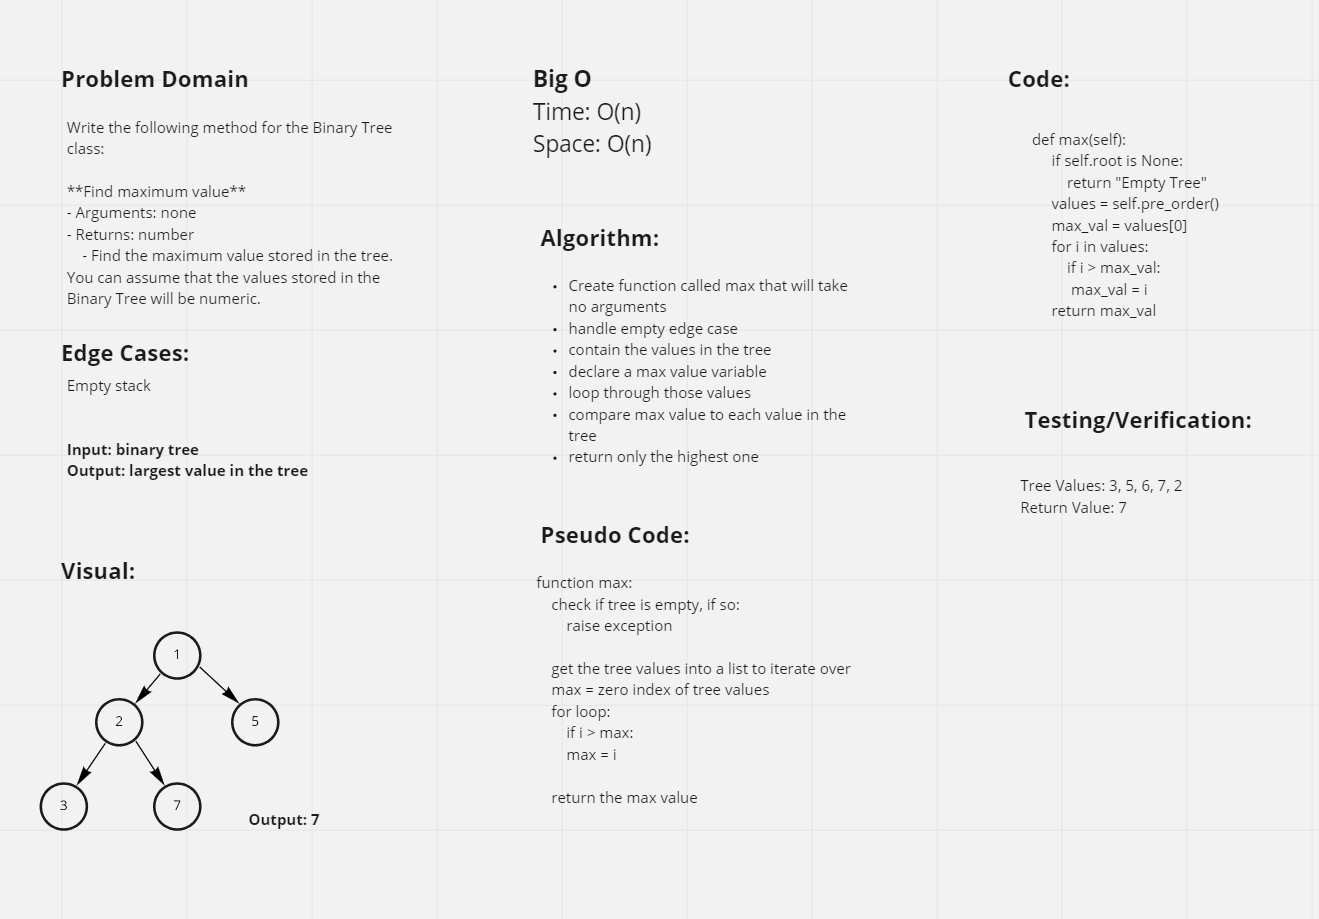 Problem Domain
Write the following method for the Binary Tree
class:
**Find maximum value**
- Arguments: none
- Returns: number
- Find the maximum value stored in the tree.
You can assume that the values stored in the
Binary Tree will be numeric.
Edge Cases:
Empty stack
Input: binary tree
Output: largest value in the tree
Visual:
1
2
5
3
7
Output: 7
Big O
Time: O(n)
Space: O(n)
Algorithm:
• Create function called max that will take
no arguments
• handle empty edge case
• contain the values in the tree
• declare a max value variable
• loop through those values
• compare max value to each value in the
tree
• return only the highest one
Pseudo Code:
function max:
check if tree is empty, if so:
raise exception
get the tree values into a list to iterate over
max = zero index of tree values
for loop:
if i > max:
max = i
return the max value
Code:
def max(self):
if self.root is None:
return "Empty Tree"
values = self.pre_order()
max_val = values[0]
for i in values:
if i > max_val:
max_val = i
return max_val
Testing/Verification:
Tree Values: 3, 5, 6, 7, 2
Return Value: 7